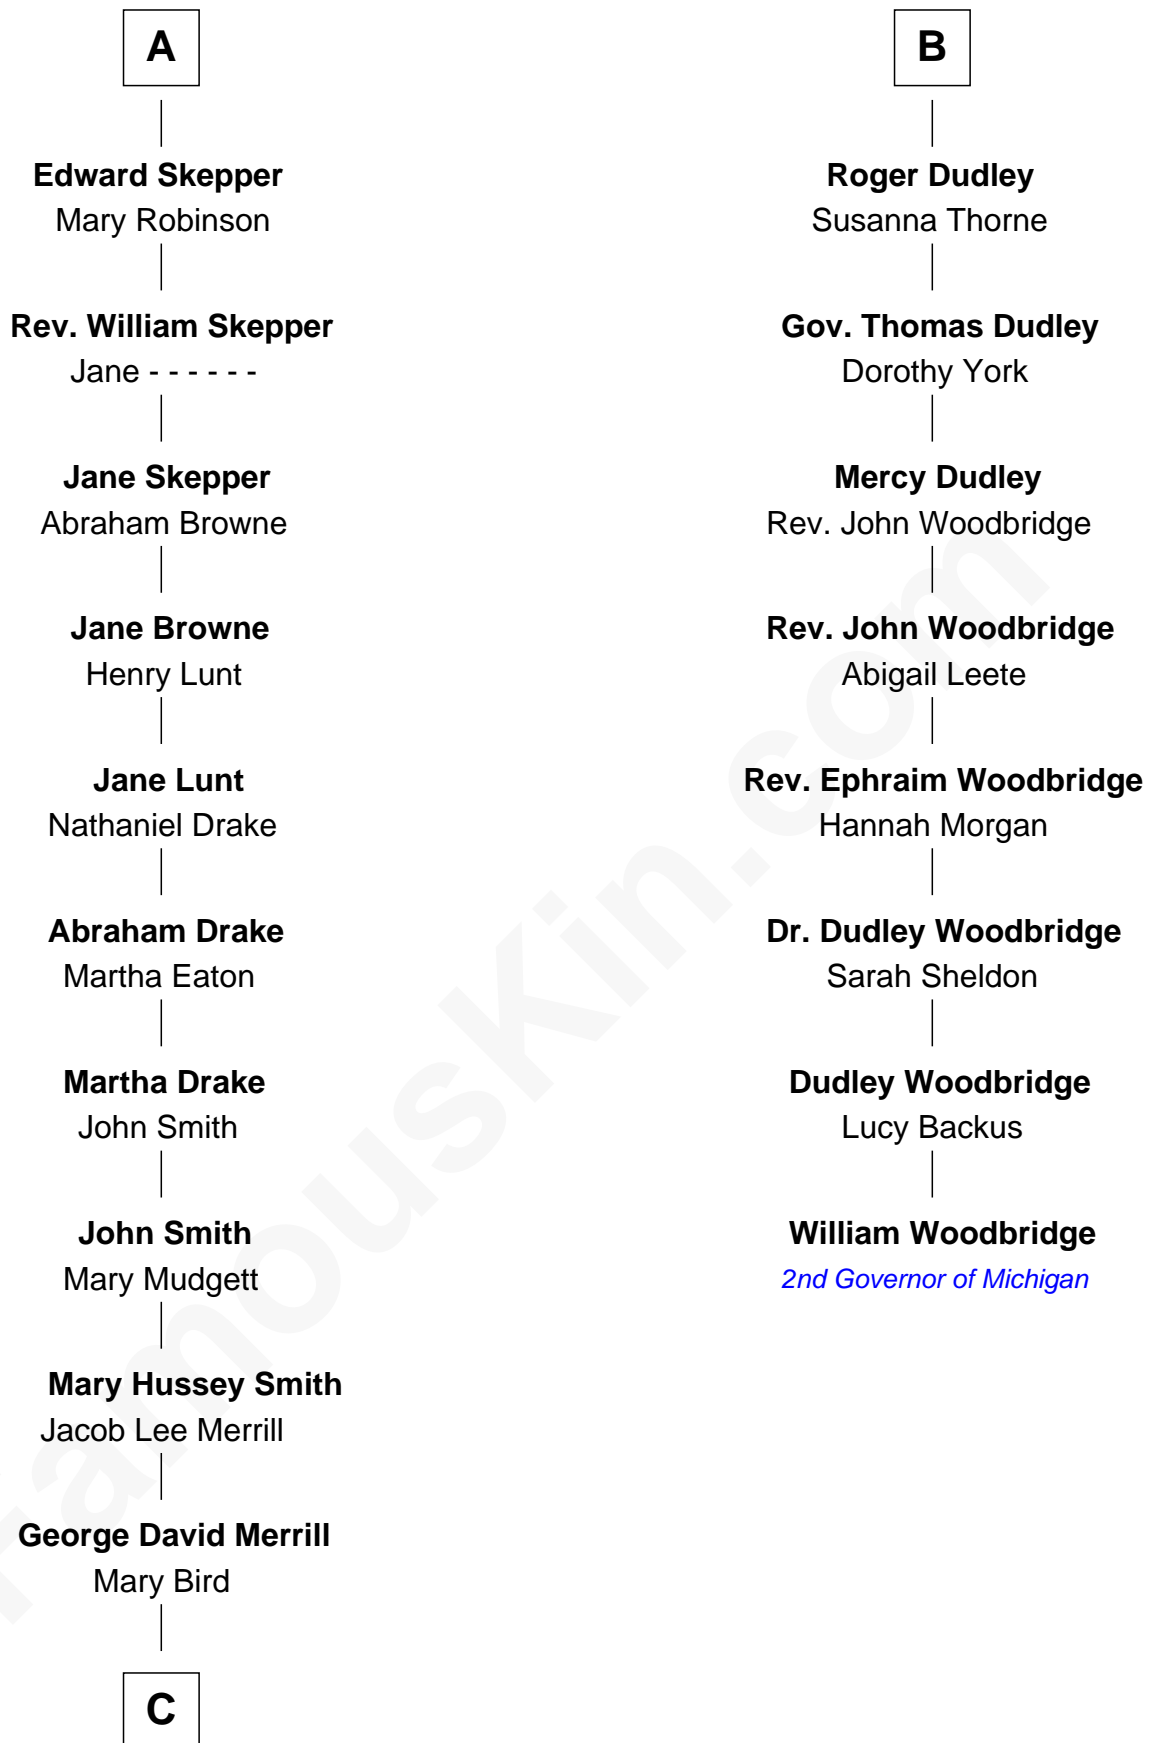 A
Edward Skepper
Mary Robinson
Rev. William Skepper
Jane - - - - - -
Jane Skepper
Abraham Browne
Jane Browne
Henry Lunt
Jane Lunt
Nathaniel Drake
Abraham Drake
Martha Eaton
Martha Drake
John Smith
John Smith
Mary Mudgett
Mary Hussey Smith
Jacob Lee Merrill
George David Merrill
Mary Bird
C
B
Roger Dudley
Susanna Thorne
Gov. Thomas Dudley
Dorothy York
Mercy Dudley
Rev. John Woodbridge
Rev. John Woodbridge
Abigail Leete
Rev. Ephraim Woodbridge
Hannah Morgan
Dr. Dudley Woodbridge
Sarah Sheldon
Dudley Woodbridge
Lucy Backus
William Woodbridge
2nd Governor of Michigan
FamousKin.com